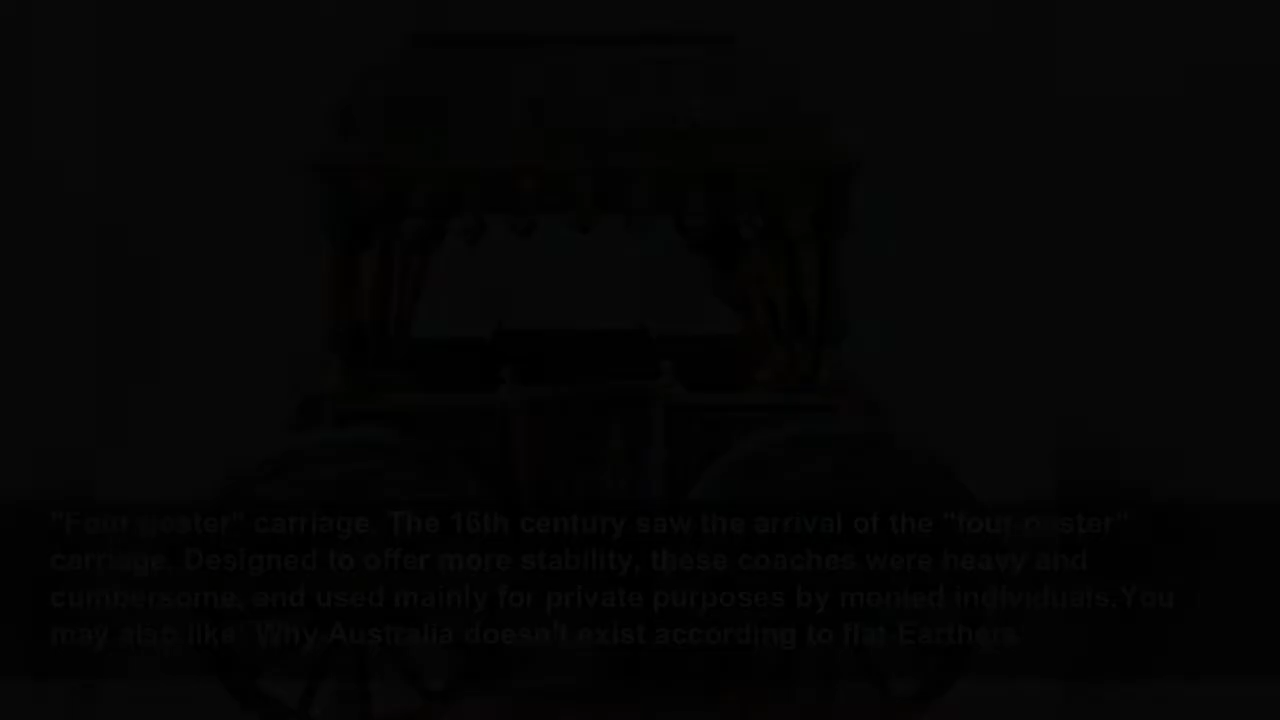 "Four poster" carriage. The 16th century saw the arrival of the "four-poster"
carriage. Designed to offer more stability, these coaches were heavy and
cumbersome, and used mainly for private purposes by monied individuals.You
may also like: Why Australia doesn't exist according to flat Earthers